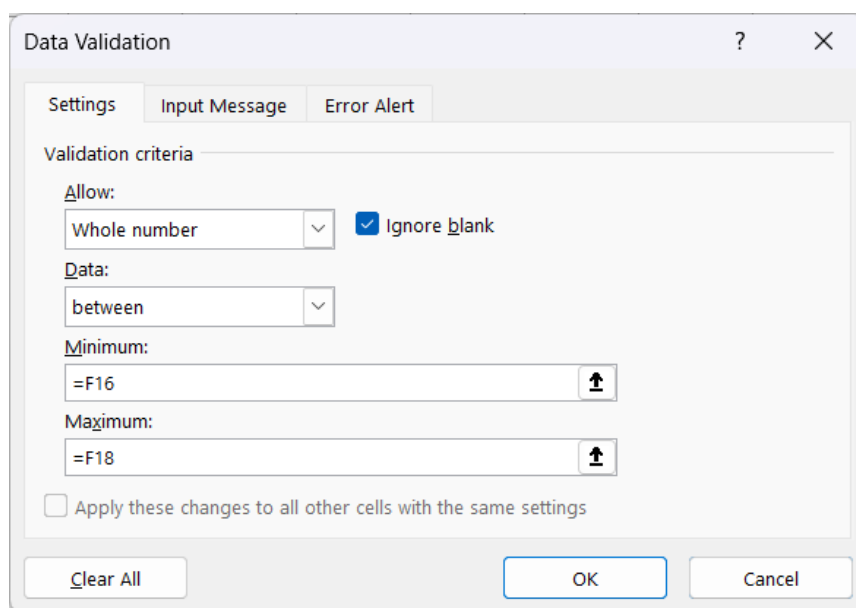 Data Validation ?
Settings Input Message Error Alert
Validation criteria
Allow:
Whole number Ignore blank
Data:
between
Minimum:
=F16
Maximum:
=F18
Apply these changes to all other cells with the same settings
Clear All OK Cancel